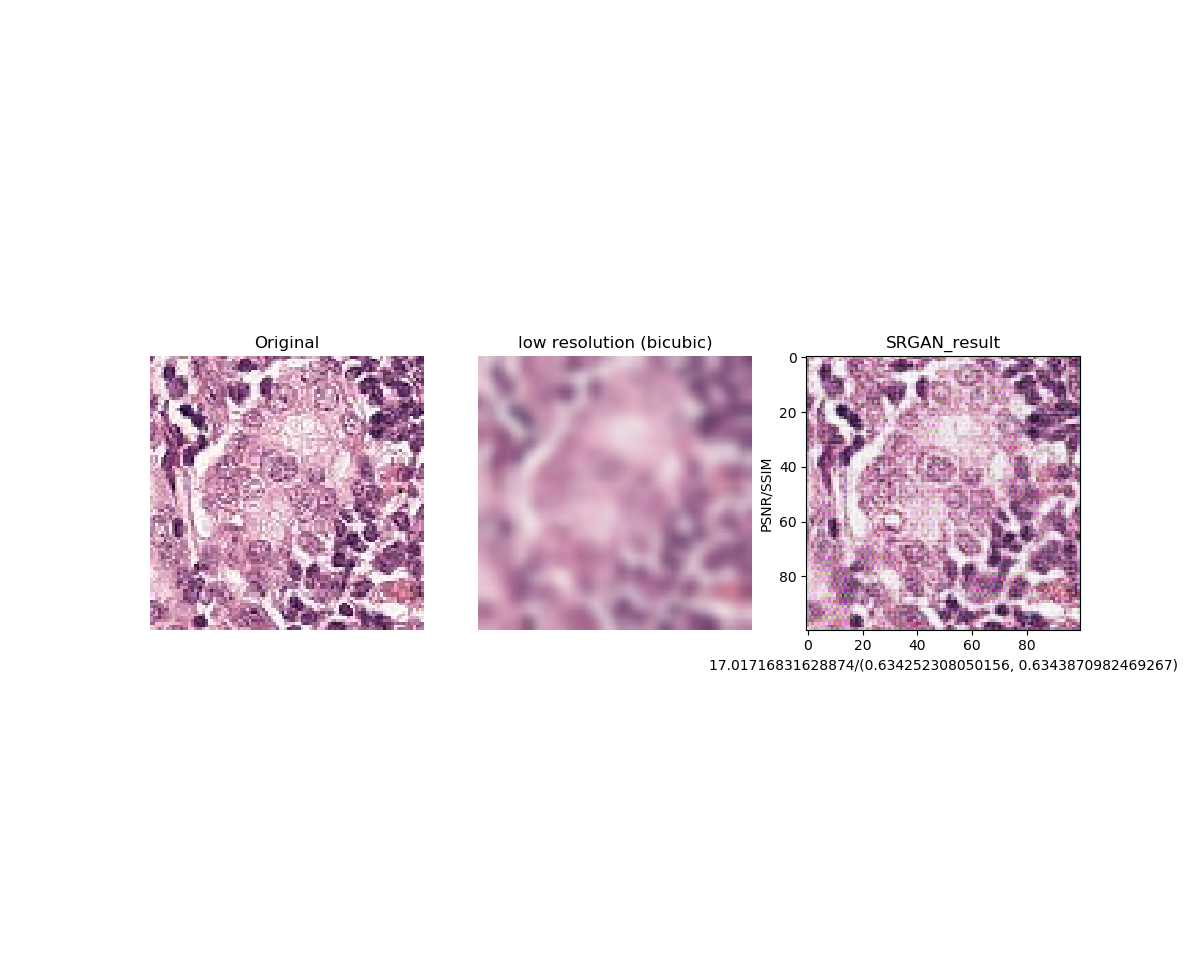 Original
low resolution (bicubic)
SRGAN_result
0
20
40
60
80
PSNR/SSIM
0 20 40 60 80
17.01716831628874/(0.634252308050156, 0.6343870982469267)